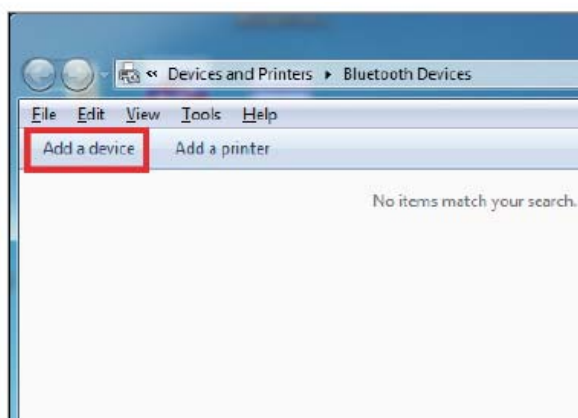 « Devices and Printers ▸ Bluetooth Devices
File Edit View Tools Help
Add a device Add a printer
No items match your search.